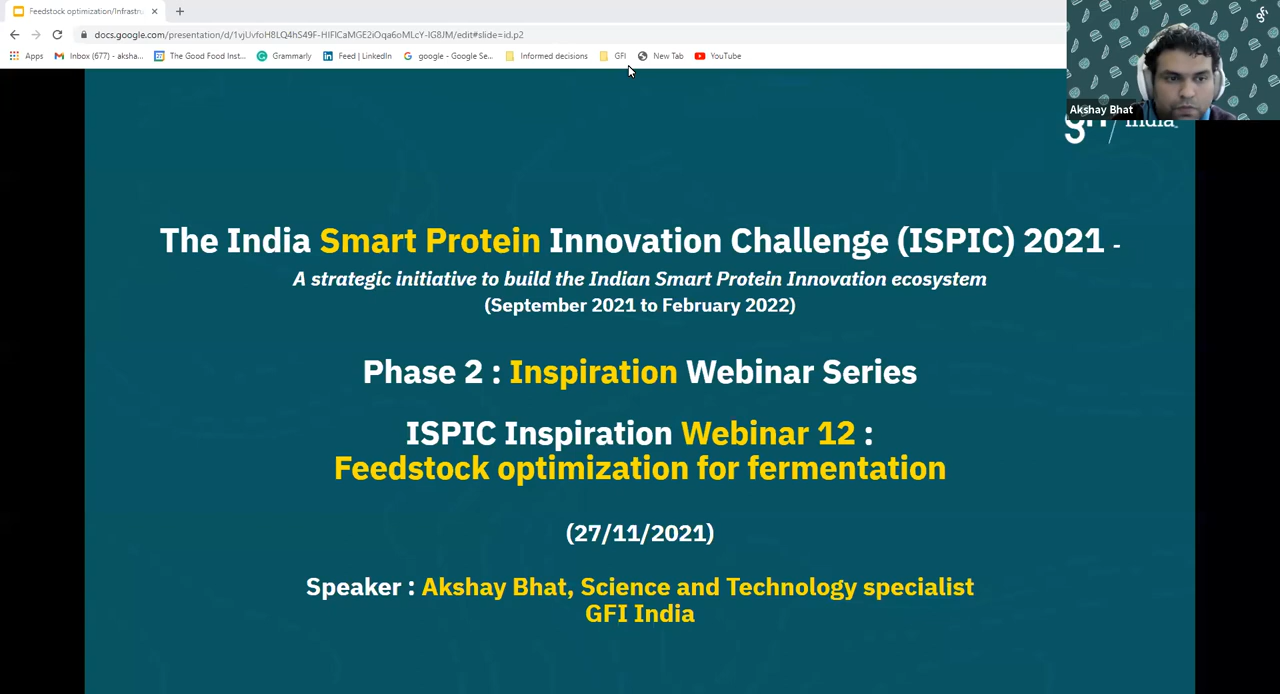 Feedstock optimization/Infrastru
docs.google.com/presentation/d/1vjUvfoH8LQ4hS49F-HIFlCaMGE2iOqa6oMLcY-IG8JM/edit#slide=id.p2
Apps Inbox (677) - aksha... The Good Food Inst... Grammarly Feed | LinkedIn google - Google Se... Informed decisions GFI New Tab YouTube
gfi
Akshay Bhat
gfi / india
The India Smart Protein Innovation Challenge (ISPIC) 2021 -
A strategic initiative to build the Indian Smart Protein Innovation ecosystem
(September 2021 to February 2022)
Phase 2 : Inspiration Webinar Series
ISPIC Inspiration Webinar 12 :
Feedstock optimization for fermentation
(27/11/2021)
Speaker : Akshay Bhat, Science and Technology specialist
GFI India